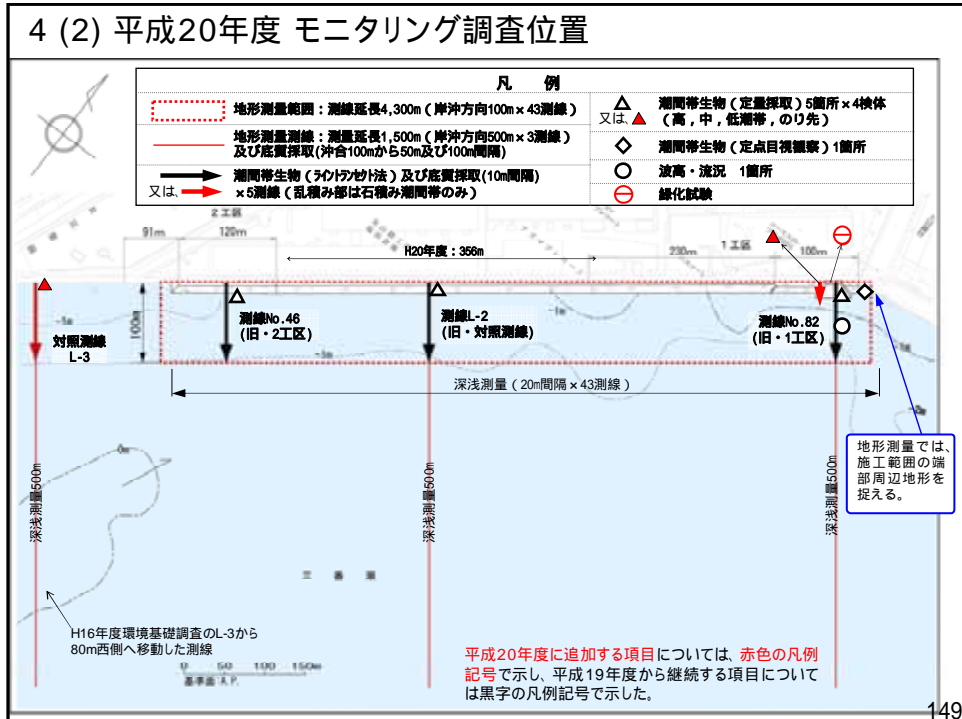 4 (2) 平成20年度 モニタリング調査位置
凡 例
地形測量範囲：測線延長4,300m（岸沖方向100m×43測線）
地形測量測線：測量延長1,500m（岸沖方向500m×3測線）
及び底質採取(沖合100mから50m及び100m間隔)
潮間帯生物（ライントランセクト法）及び底質採取(10m間隔)
又は、
×5測線（乱積み部は石積み潮間帯のみ）
潮間帯生物（定量採取）5箇所×4検体
又は、
（高，中，低潮帯，のり先）
潮間帯生物（定点目視観察）1箇所
波高・流況 1箇所
緑化試験
2工区
91m
120m
H20年度：356m
230m
1工区
100m
100m
-1m
-1m
対照測線
L-3
測線No.46
(旧・2工区)
測線L-2
(旧・対照測線)
測線No.82
(旧・1工区)
深浅測量（20m間隔×43測線）
地形測量では、
施工範囲の端
部周辺地形を
捉える。
深浅測量500m
深浅測量500m
深浅測量500m
0m
三番瀬
H16年度環境基礎調査のL-3から
80m西側へ移動した測線
0 50 100 150m
基準面 A.P.
平成20年度に追加する項目については、赤色の凡例
記号で示し、平成19年度から継続する項目について
は黒字の凡例記号で示した。
149